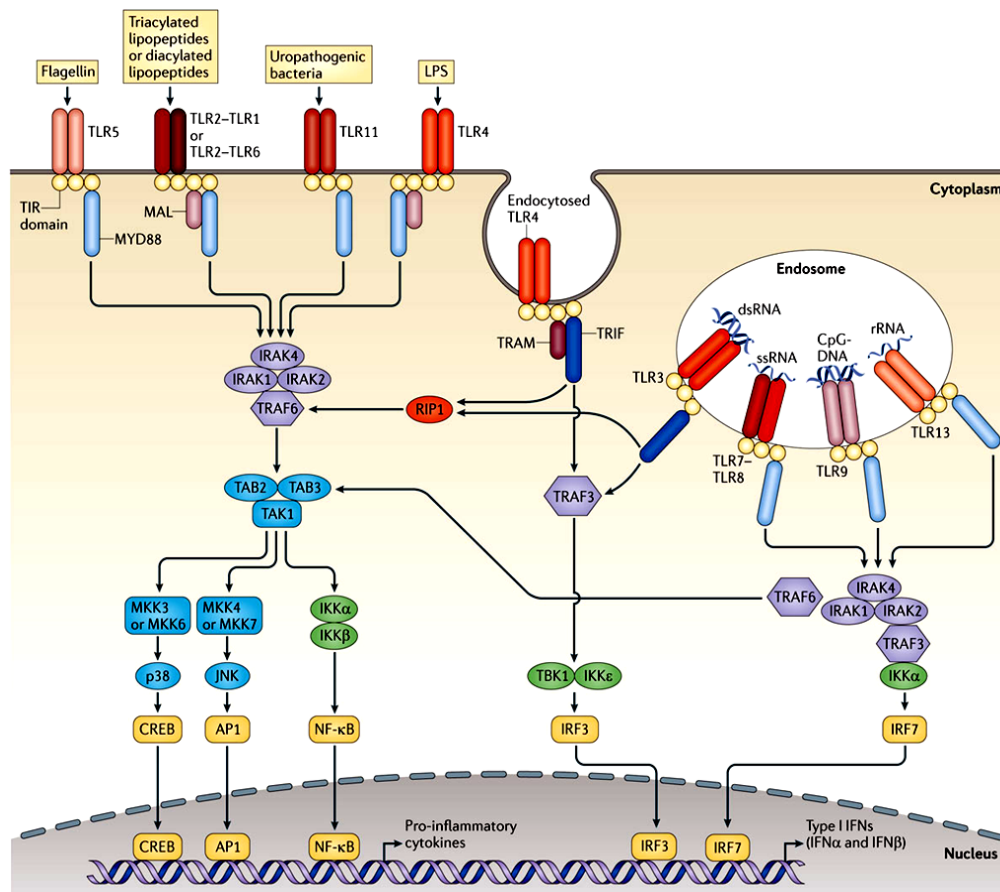 Triacylated
lipopeptides
or diacylated
lipopeptides
Flagellin
Uropathogenic
bacteria
LPS
TLR5
TLR2–TLR1
or
TLR2–TLR6
TLR11
TLR4
Cytoplasm
TIR
domain
MAL
MYD88
Endocytosed
TLR4
TRAM
TRIF
Endosome
dsRNA
ssRNA
CpG-
DNA
rRNA
TLR3
TLR7–
TLR8
TLR9
TLR13
IRAK4
IRAK1
IRAK2
TRAF6
RIP1
TAB2
TAB3
TAK1
TRAF3
MKK3
or MKK6
MKK4
or MKK7
IKKα
IKKβ
TRAF6
IRAK4
IRAK1
IRAK2
TRAF3
IKKα
p38
JNK
TBK1
IKKε
CREB
AP1
NF-κB
IRF3
IRF7
Pro-inflammatory
cytokines
Type I IFNs
(IFNα and IFNβ)
Nucleus
CREB
AP1
NF-κB
IRF3
IRF7